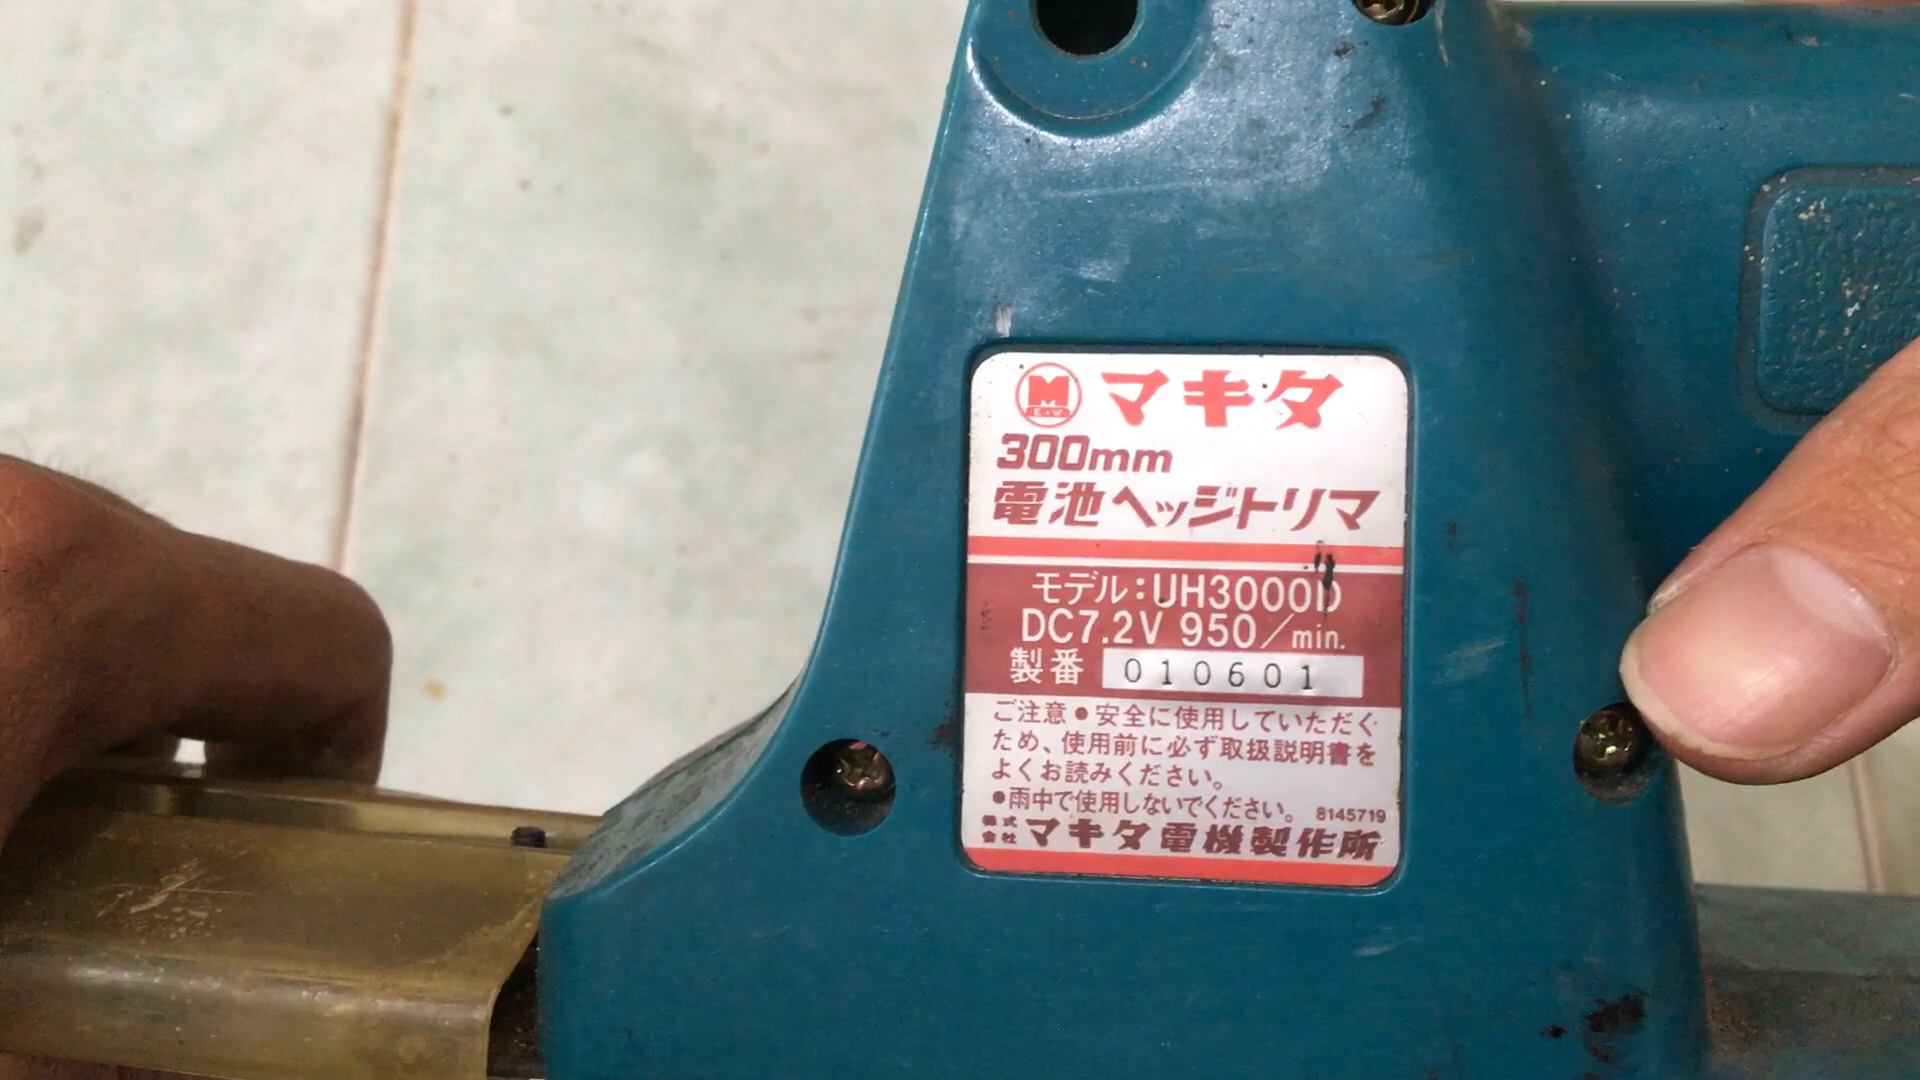 M
E・W
マキタ
300mm
電池ヘッジトリマ
モデル:UH3000D
DC7.2V 950/min.
製番 010601
ご注意●安全に使用していただく
ため、使用前に必ず取扱説明書を
よくお読みください。
●雨中で使用しないでください。 8145719
株式会社 マキタ電機製作所